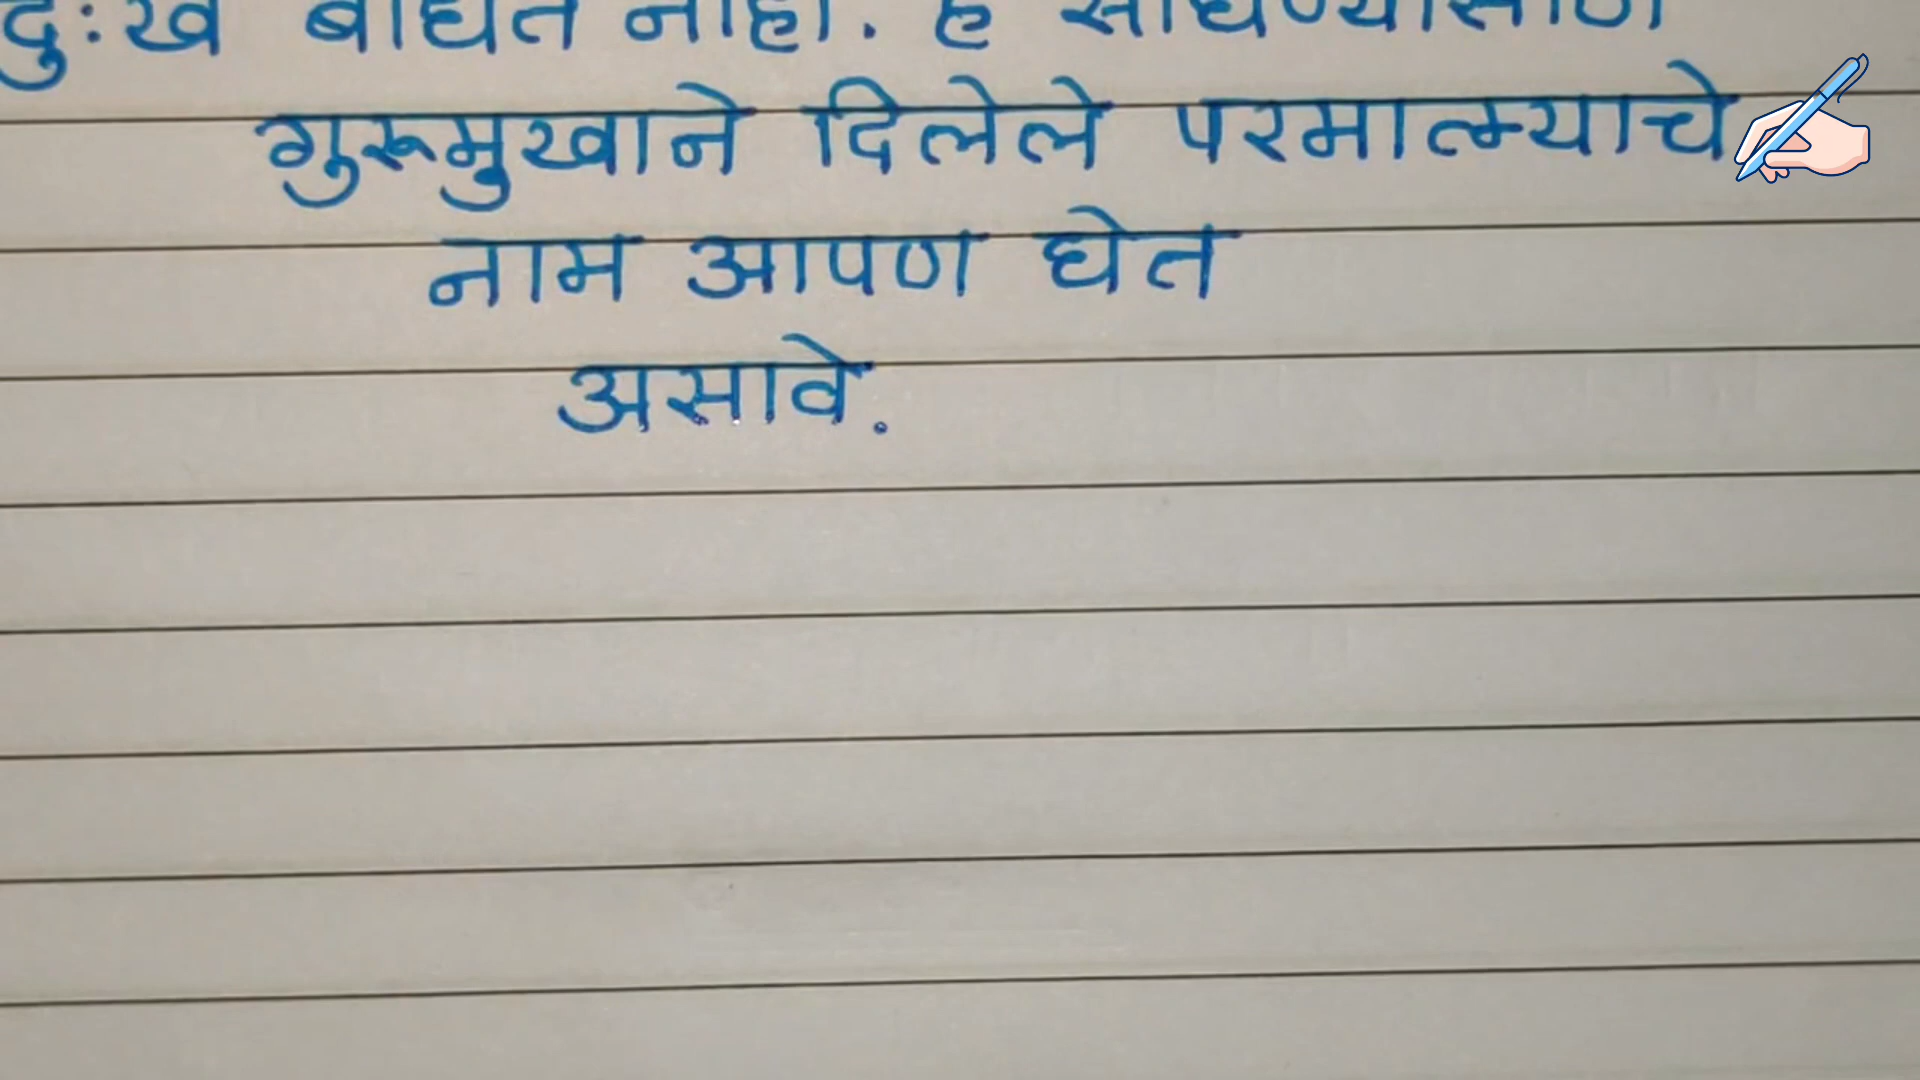 दुःख बाधत नाही. हे साधण्यासाठी
गुरूमुखाने दिलेले परमात्म्याचे
नाम आपण घेत
असावे.